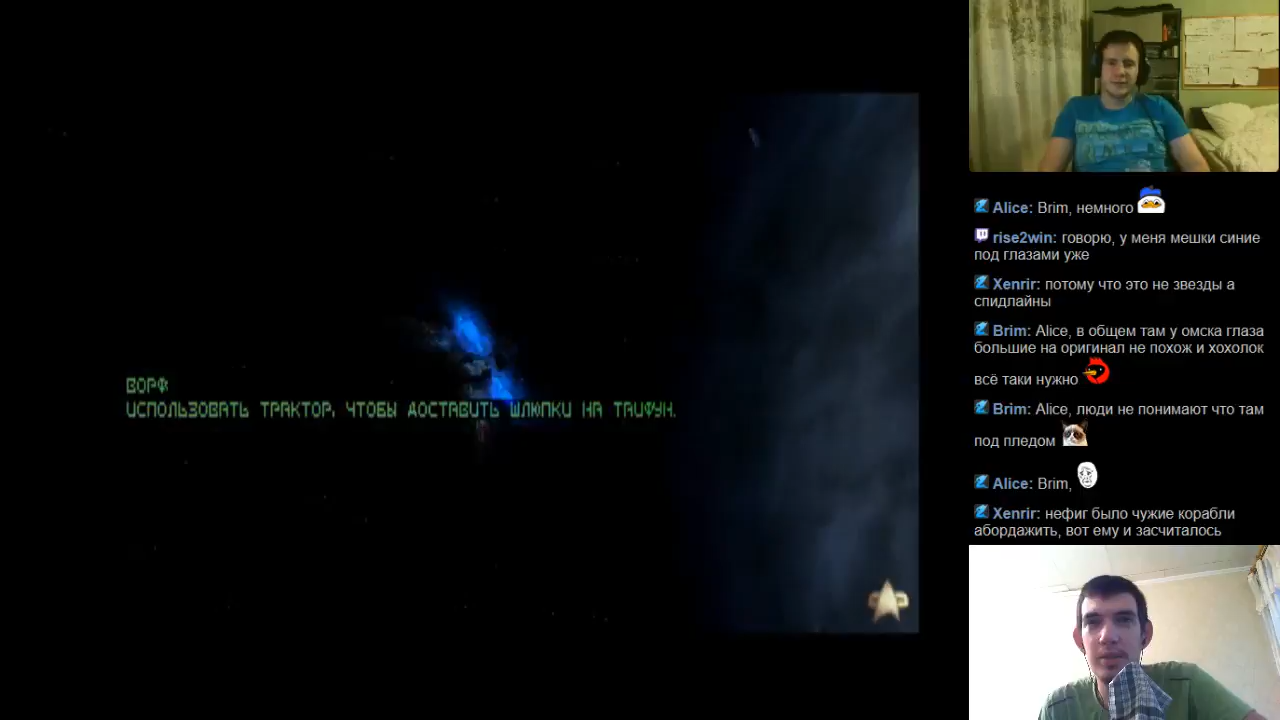 ВОРФ
ИСПОЛЬЗОВАТЬ ТРАКТОР, ЧТОБЫ ДОСТАВИТЬ ШЛЮПКИ НА ТАИФУН.
Alice: Brim, немного
rise2win: говорю, у меня мешки синие
под глазами уже
Xenrir: потому что это не звезды а
спидлайны
Brim: Alice, в общем там у омска глаза
большие на оригинал не похож и хохолок
всё таки нужно
Brim: Alice, люди не понимают что там
под пледом
Alice: Brim,
Xenrir: нефиг было чужие корабли
абордажить, вот ему и засчиталось